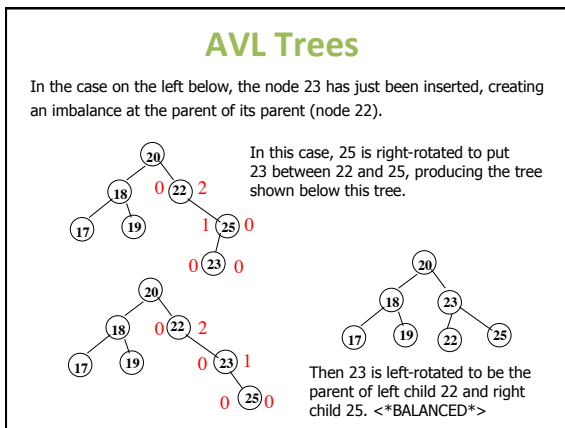 AVL Trees
In the case on the left below, the node 23 has just been inserted, creating
an imbalance at the parent of its parent (node 22).
In this case, 25 is right-rotated to put
23 between 22 and 25, producing the tree
shown below this tree.
20
18 0 22 2
17 19 1 25 0
0 23 0
20
18 0 22 2
17 19 0 23 1
0 25 0
20
18 23
17 19 22 25
Then 23 is left-rotated to be the
parent of left child 22 and right
child 25. <*BALANCED*>